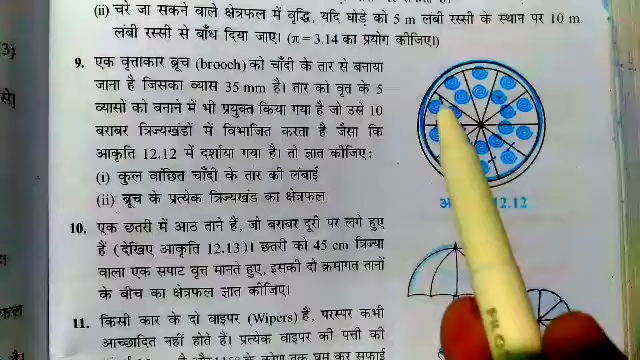 (ii) चरे जा सकने वाले क्षेत्रफल में वृद्धि, यदि घोड़े को 5 m लंबी रस्सी के स्थान पर 10 m
लंबी रस्सी से बाँध दिया जाए। (π = 3.14 का प्रयोग कीजिए।)
9. एक वृत्ताकार ब्रूच (brooch) को चाँदी के तार से बनाया
जाना है जिसका व्यास 35 mm है। तार को वृत के 5
व्यासों को बनाने में भी प्रयुक्त किया गया है जो उसे 10
बराबर त्रिज्यखंडों में विभाजित करता है जैसा कि
आकृति 12.12 में दर्शाया गया है। तो ज्ञात कीजिए:
(i) कुल वांछित चाँदी के तार की लंबाई
(ii) ब्रूच के प्रत्येक त्रिज्यखंड का क्षेत्रफल
12.12
10. एक छतरी में आठ ताने हैं, जो बराबर दूरी पर लगे हुए
हैं (देखिए आकृति 12.13)। छतरी को 45 cm त्रिज्या
वाला एक सपाट वृत्त मानते हुए, इसकी दो क्रमागत तानों
के बीच का क्षेत्रफल ज्ञात कीजिए।
11. किसी कार के दो वाइपर (Wipers) हैं, परस्पर कभी
आच्छादित नहीं होते हैं। प्रत्येक वाइपर की पत्ती की